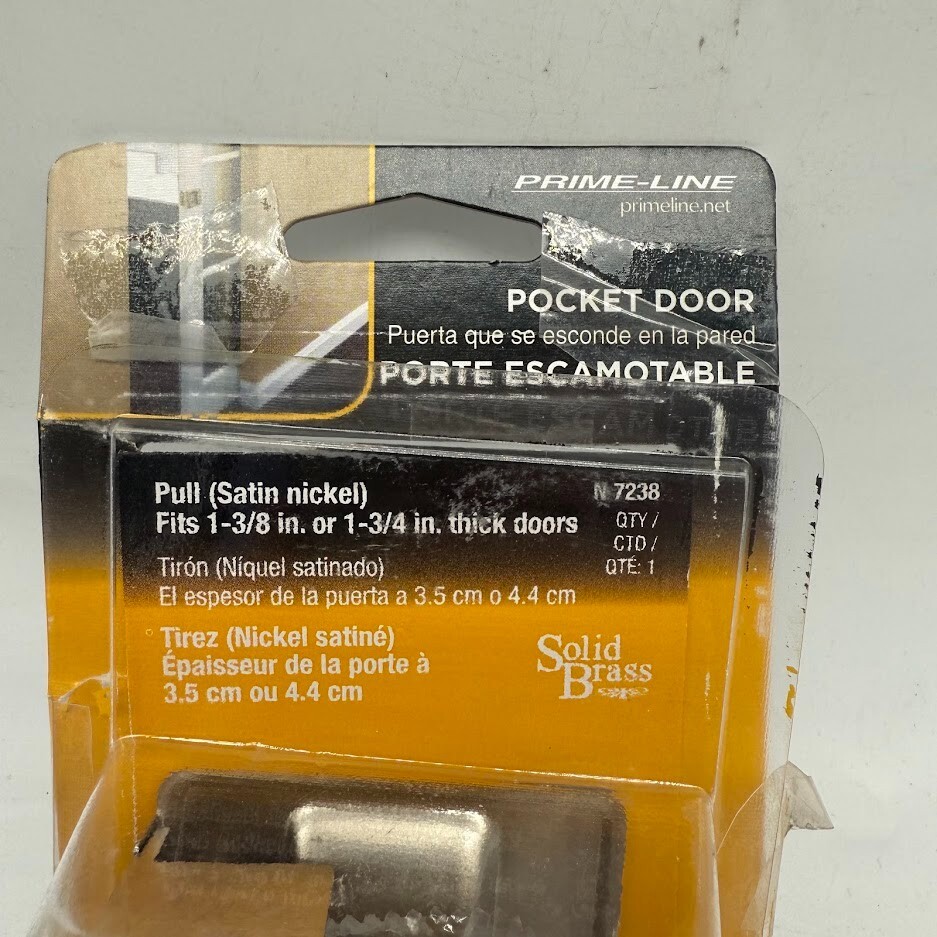 PRIME-LINE
primeline.net
POCKET DOOR
Puerta que se esconde en la pared
PORTE ESCAMOTABLE
Pull (Satin nickel)
Fits 1-3/8 in. or 1-3/4 in. thick doors
N 7238
QTY /
CTD /
QTÉ: 1
Tirón (Níquel satinado)
El espesor de la puerta a 3.5 cm o 4.4 cm
Tirez (Nickel satiné)
Épaisseur de la porte à
3.5 cm ou 4.4 cm
Solid
Brass